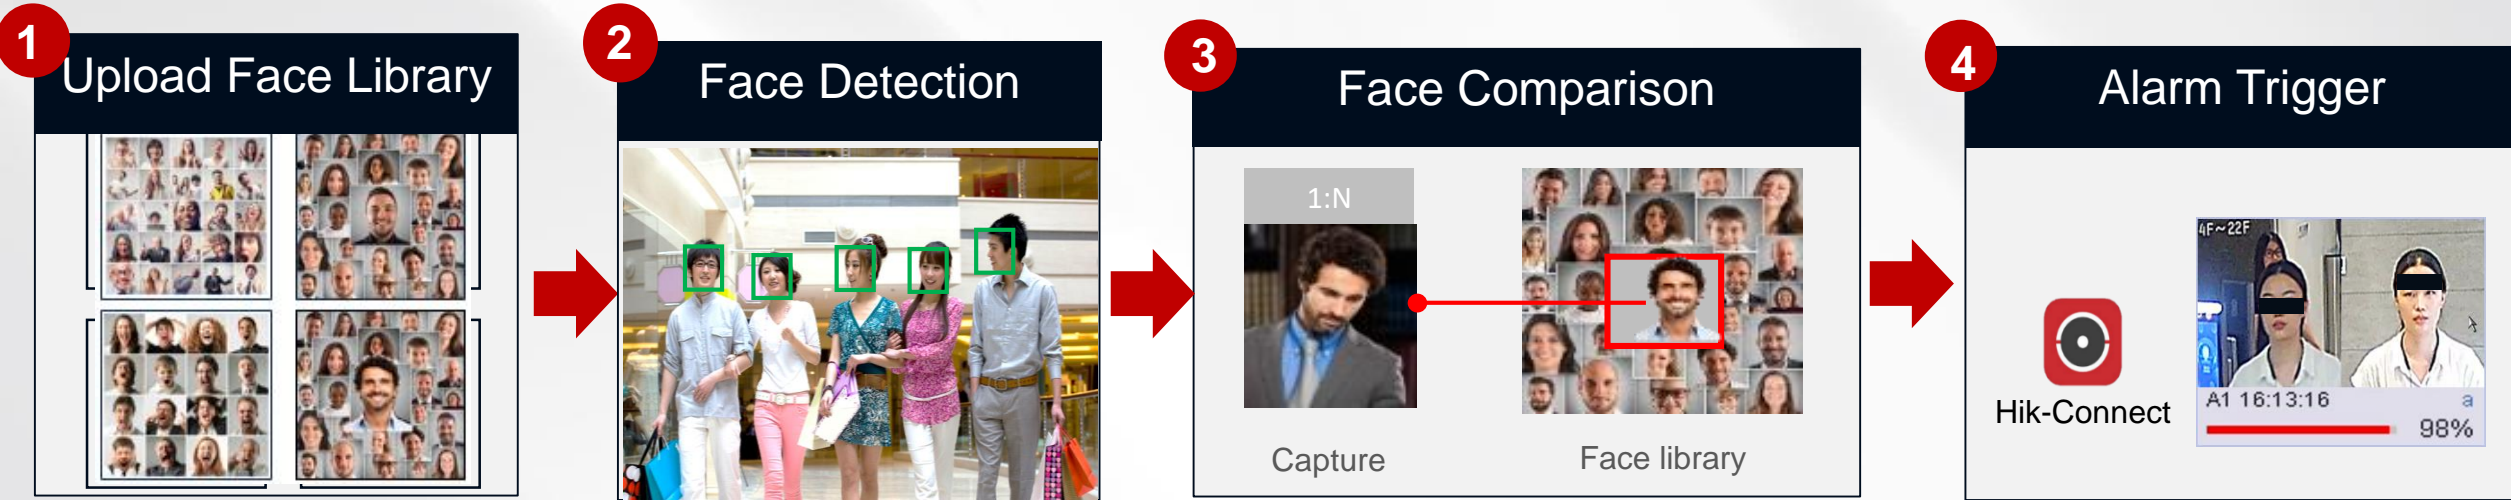 1
Upload Face Library
2
Face Detection
3
Face Comparison
1:N
Capture
Face library
4
Alarm Trigger
Hik-Connect
4F~22F
A1 16:13:16
a
98%